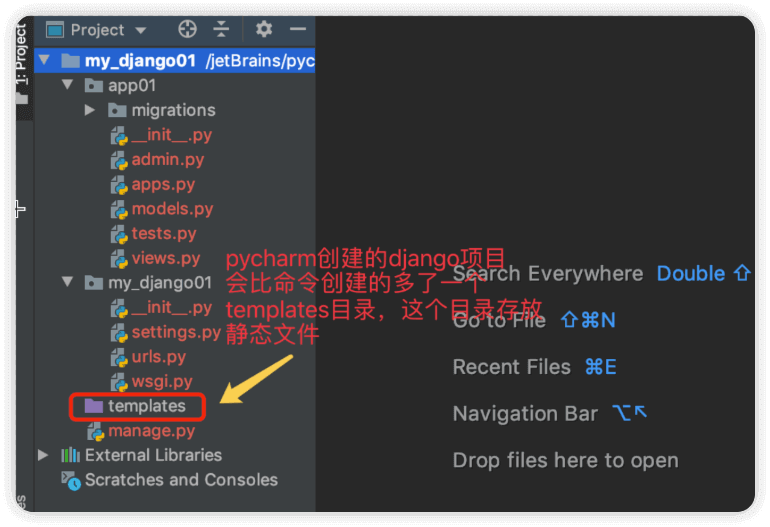 Project
1: Project
my_django01 /jetBrains/pyc
app01
migrations
__init__.py
admin.py
apps.py
models.py
tests.py
views.py
my_django01
__init__.py
settings.py
urls.py
wsgi.py
templates
manage.py
External Libraries
Scratches and Consoles
pycharm创建的django项目
会比命令创建的多了一个
templates目录，这个目录存放
静态文件
Search Everywhere Double ⇧
Go to File ⇧⌘N
Recent Files ⌘E
Navigation Bar ⌥↖
Drop files here to open